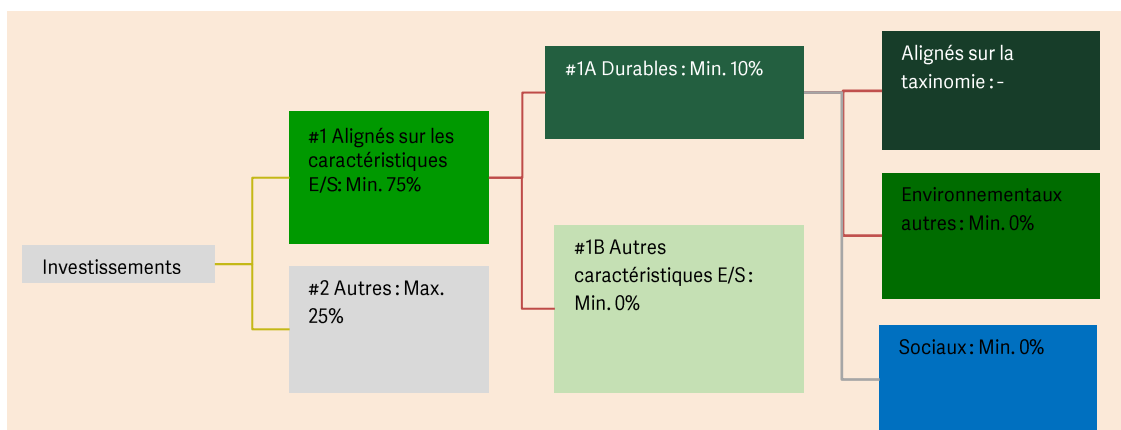 Investissements
#1 Alignés sur les
caractéristiques
E/S: Min. 75%
#2 Autres : Max.
25%
#1A Durables : Min. 10%
#1B Autres
caractéristiques E/S :
Min. 0%
Alignés sur la
taxinomie : -
Environnementaux
autres : Min. 0%
Sociaux : Min. 0%